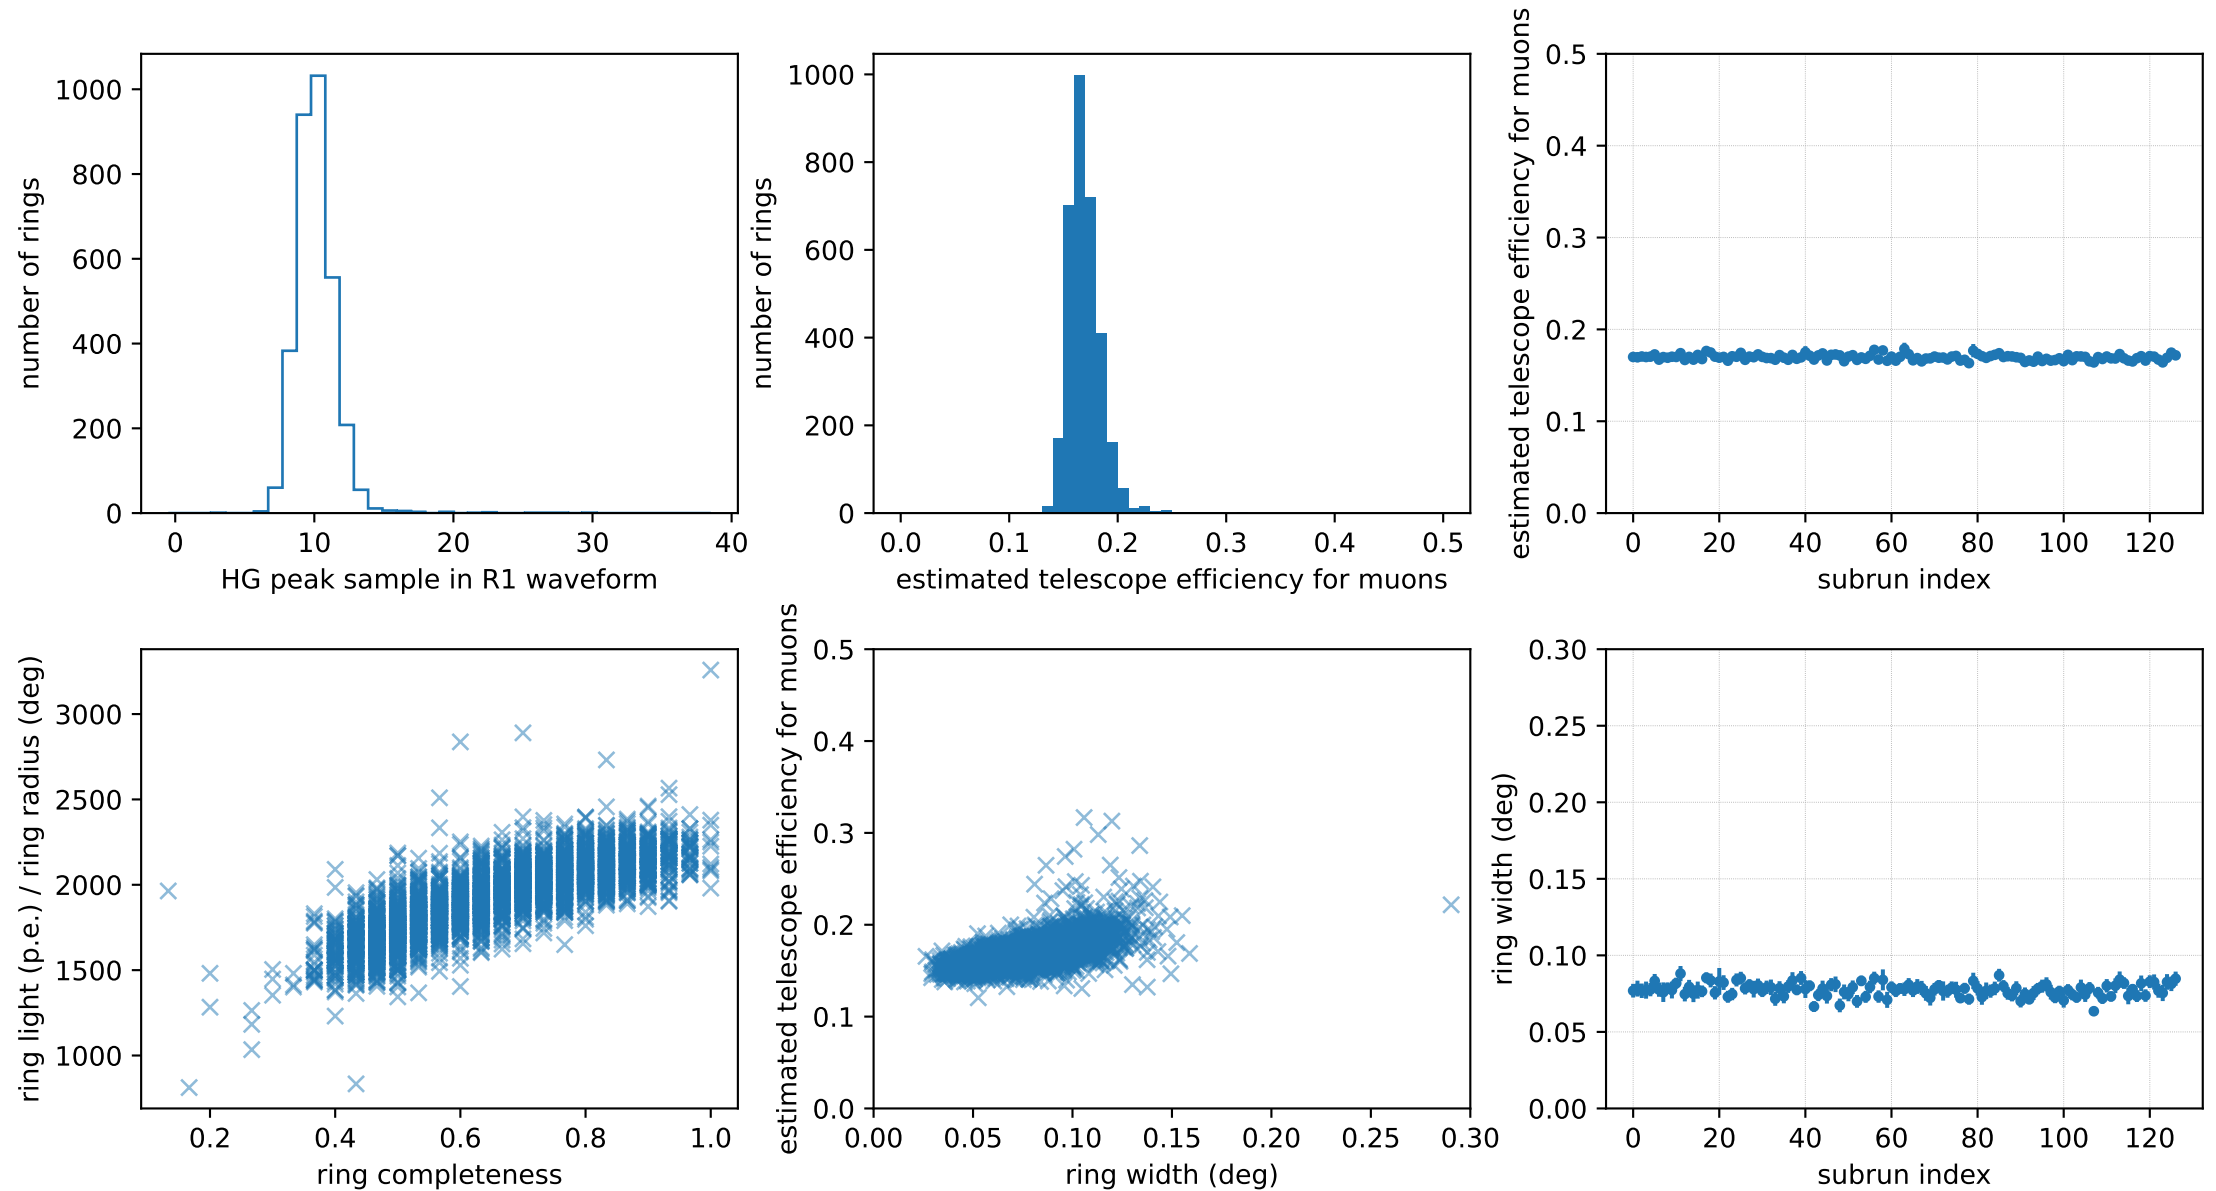 1000
800
600
400
200
0
number of rings
0 10 20 30 40
HG peak sample in R1 waveform
1000
800
600
400
200
0
number of rings
0.0 0.1 0.2 0.3 0.4 0.5
estimated telescope efficiency for muons
0.5
0.4
0.3
0.2
0.1
0.0
estimated telescope efficiency for muons
0 20 40 60 80 100 120
subrun index
3000
2500
2000
1500
1000
ring light (p.e.) / ring radius (deg)
0.2 0.4 0.6 0.8 1.0
ring completeness
0.5
0.4
0.3
0.2
0.1
0.0
estimated telescope efficiency for muons
0.00 0.05 0.10 0.15 0.20 0.25 0.30
ring width (deg)
0.30
0.25
0.20
0.15
0.10
0.05
0.00
ring width (deg)
0 20 40 60 80 100 120
subrun index